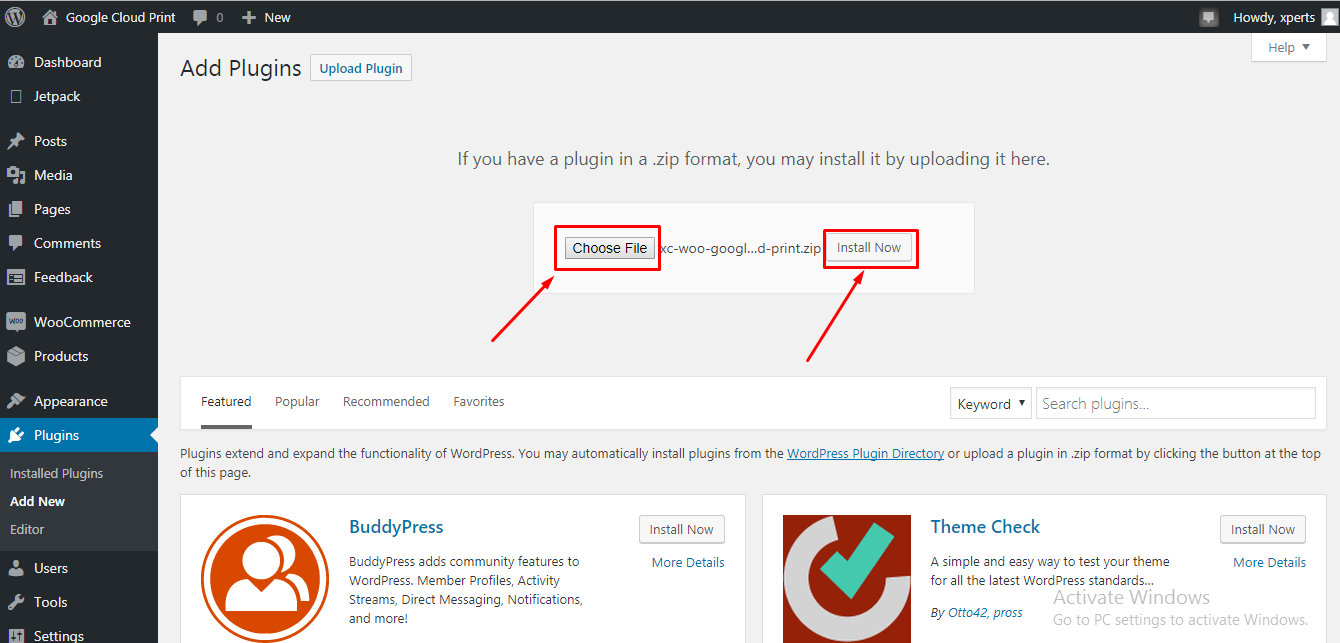 Google Cloud Print 0 New Howdy, xperts
Help ▼
Dashboard
Jetpack
Posts
Media
Pages
Comments
Feedback
WooCommerce
Products
Appearance
Plugins
Installed Plugins
Add New
Editor
Users
Tools
Settings
Add Plugins Upload Plugin
If you have a plugin in a .zip format, you may install it by uploading it here.
Choose File xc-woo-googl...d-print.zip Install Now
Featured Popular Recommended Favorites Keyword ▼ Search plugins...
Plugins extend and expand the functionality of WordPress. You may automatically install plugins from the WordPress Plugin Directory or upload a plugin in .zip format by clicking the button at the top
of this page.
BuddyPress Install Now
More Details
BuddyPress adds community features to
WordPress. Member Profiles, Activity
Streams, Direct Messaging, Notifications,
and more!
Theme Check Install Now
More Details
A simple and easy way to test your theme
for all the latest WordPress standards...
By Otto42, pross
Activate Windows
Go to PC settings to activate Windows.